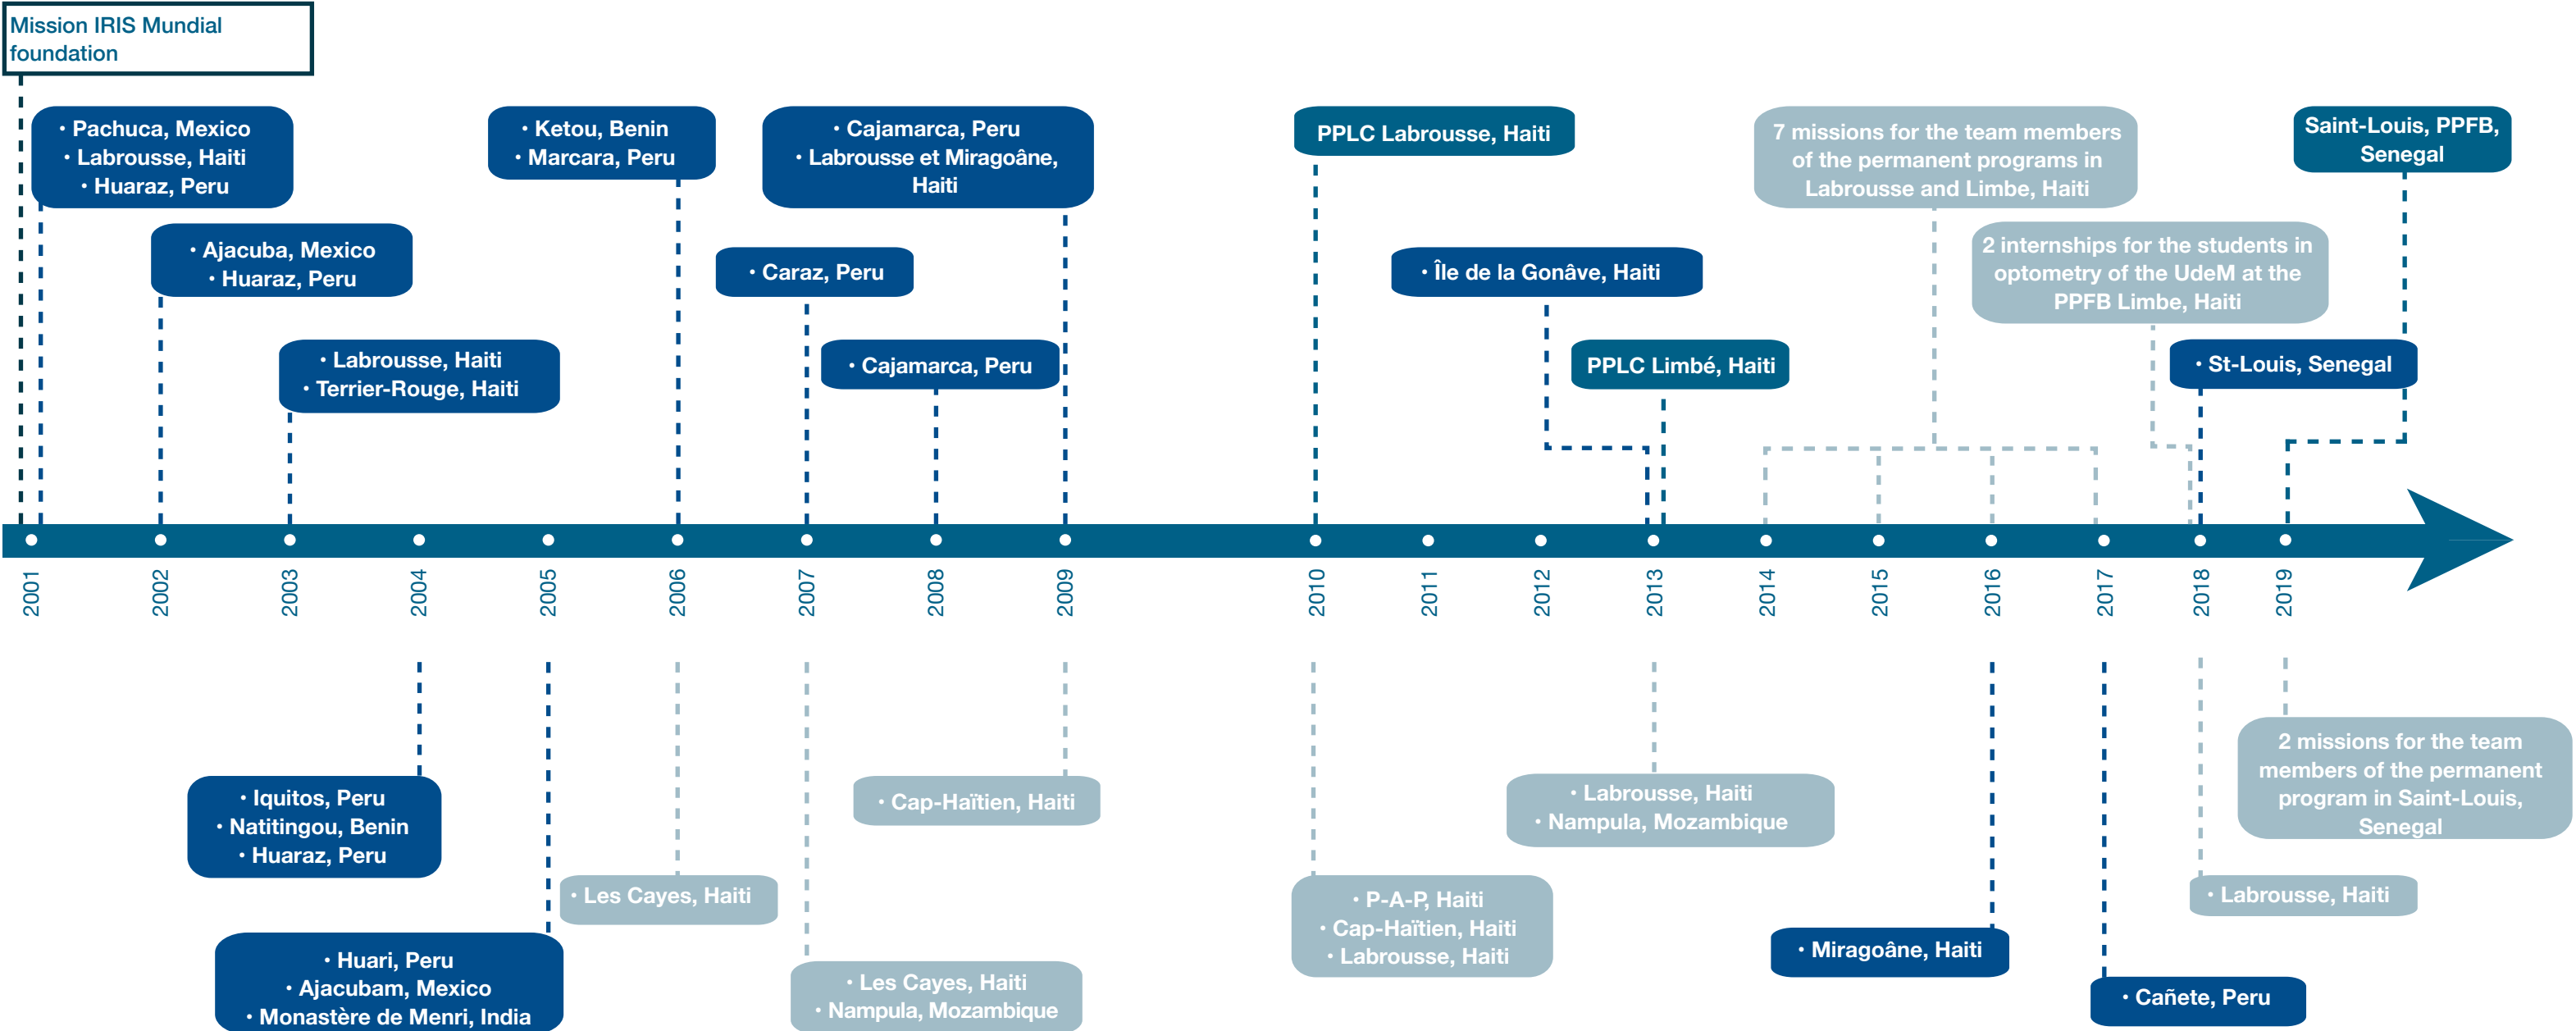 Mission IRIS Mundial
foundation
• Pachuca, Mexico
• Labrousse, Haiti
• Huaraz, Peru
• Ajacuba, Mexico
• Huaraz, Peru
• Labrousse, Haiti
• Terrier-Rouge, Haiti
• Ketou, Benin
• Marcara, Peru
• Caraz, Peru
• Cajamarca, Peru
• Cajamarca, Peru
• Labrousse et Miragoâne,
Haiti
PPLC Labrousse, Haiti
• Île de la Gonâve, Haiti
PPLC Limbé, Haiti
7 missions for the team members
of the permanent programs in
Labrousse and Limbe, Haiti
2 internships for the students in
optometry of the UdeM at the
PPFB Limbe, Haiti
• St-Louis, Senegal
Saint-Louis, PPFB,
Senegal
2001
2002
2003
2004
2005
2006
2007
2008
2009
2010
2011
2012
2013
2014
2015
2016
2017
2018
2019
• Iquitos, Peru
• Natitingou, Benin
• Huaraz, Peru
• Huari, Peru
• Ajacubam, Mexico
• Monastère de Menri, India
• Les Cayes, Haiti
• Les Cayes, Haiti
• Nampula, Mozambique
• Cap-Haïtien, Haiti
• P-A-P, Haiti
• Cap-Haïtien, Haiti
• Labrousse, Haiti
• Labrousse, Haiti
• Nampula, Mozambique
• Miragoâne, Haiti
• Cañete, Peru
• Labrousse, Haiti
2 missions for the team
members of the permanent
program in Saint-Louis,
Senegal